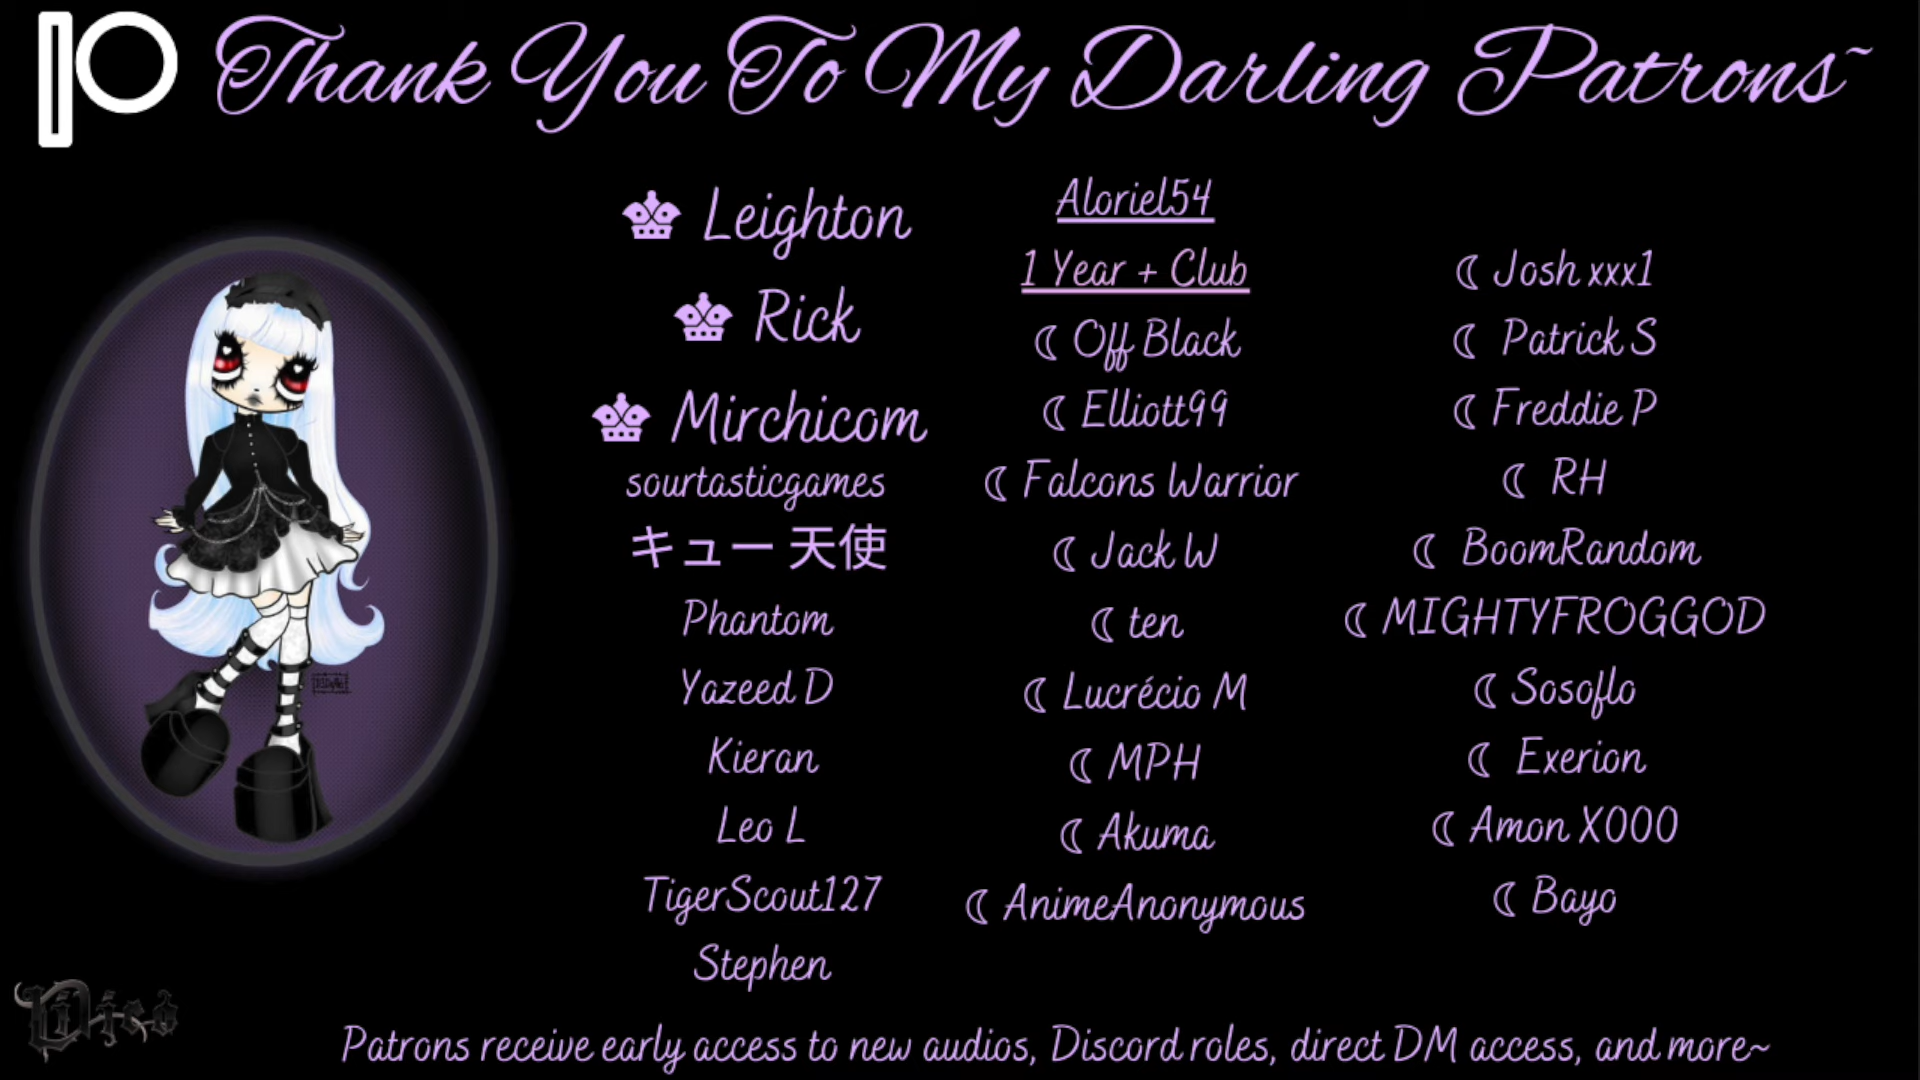 Thank You To My Darling Patrons~
Leighton
Rick
Mirchicom
sourtasticgames
キュー 天使
Phantom
Yazeed D
Kieran
Leo L
TigerScout127
Stephen
Aloriel54
1 Year + Club
☾ Off Black
☾ Elliott99
☾ Falcons Warrior
☾ Jack W
☾ ten
☾ Lucrécio M
☾ MPH
☾ Akuma
☾ AnimeAnonymous
☾ Josh xxx1
☾ Patrick S
☾ Freddie P
☾ RH
☾ BoomRandom
☾ MIGHTYFROGGOD
☾ Sosoflo
☾ Exerion
☾ Amon X000
☾ Bayo
Patrons receive early access to new audios, Discord roles, direct DM access, and more~